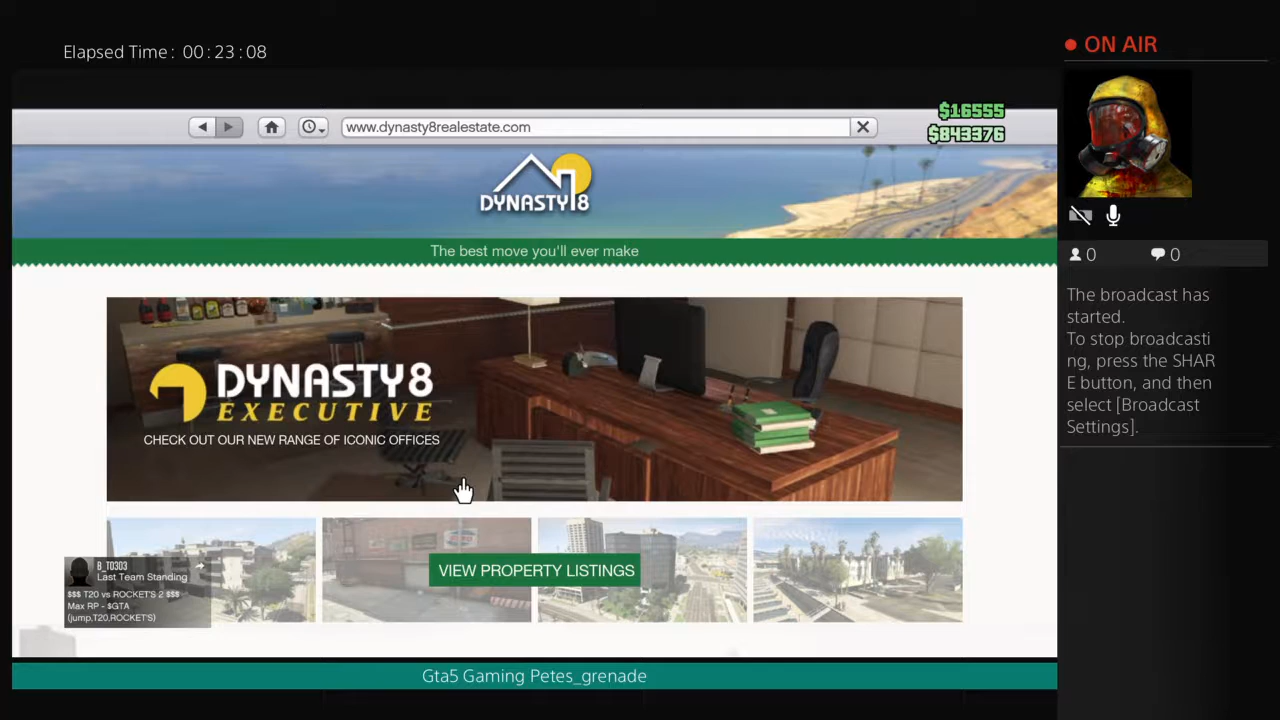 Elapsed Time: 00:23:08
ON AIR
$16555
$843376
www.dynasty8realestate.com
DYNASTY8
The best move you'll ever make
DYNASTY8
EXECUTIVE
CHECK OUT OUR NEW RANGE OF ICONIC OFFICES
VIEW PROPERTY LISTINGS
B_TO303
Last Team Standing
$$$ T20 vs ROCKET'S 2 $$$
Max RP - $GTA
(jump,T20,ROCKET'S)
Gta5 Gaming Petes_grenade
0
0
The broadcast has
started.
To stop broadcasti
ng, press the SHAR
E button, and then
select [Broadcast
Settings].